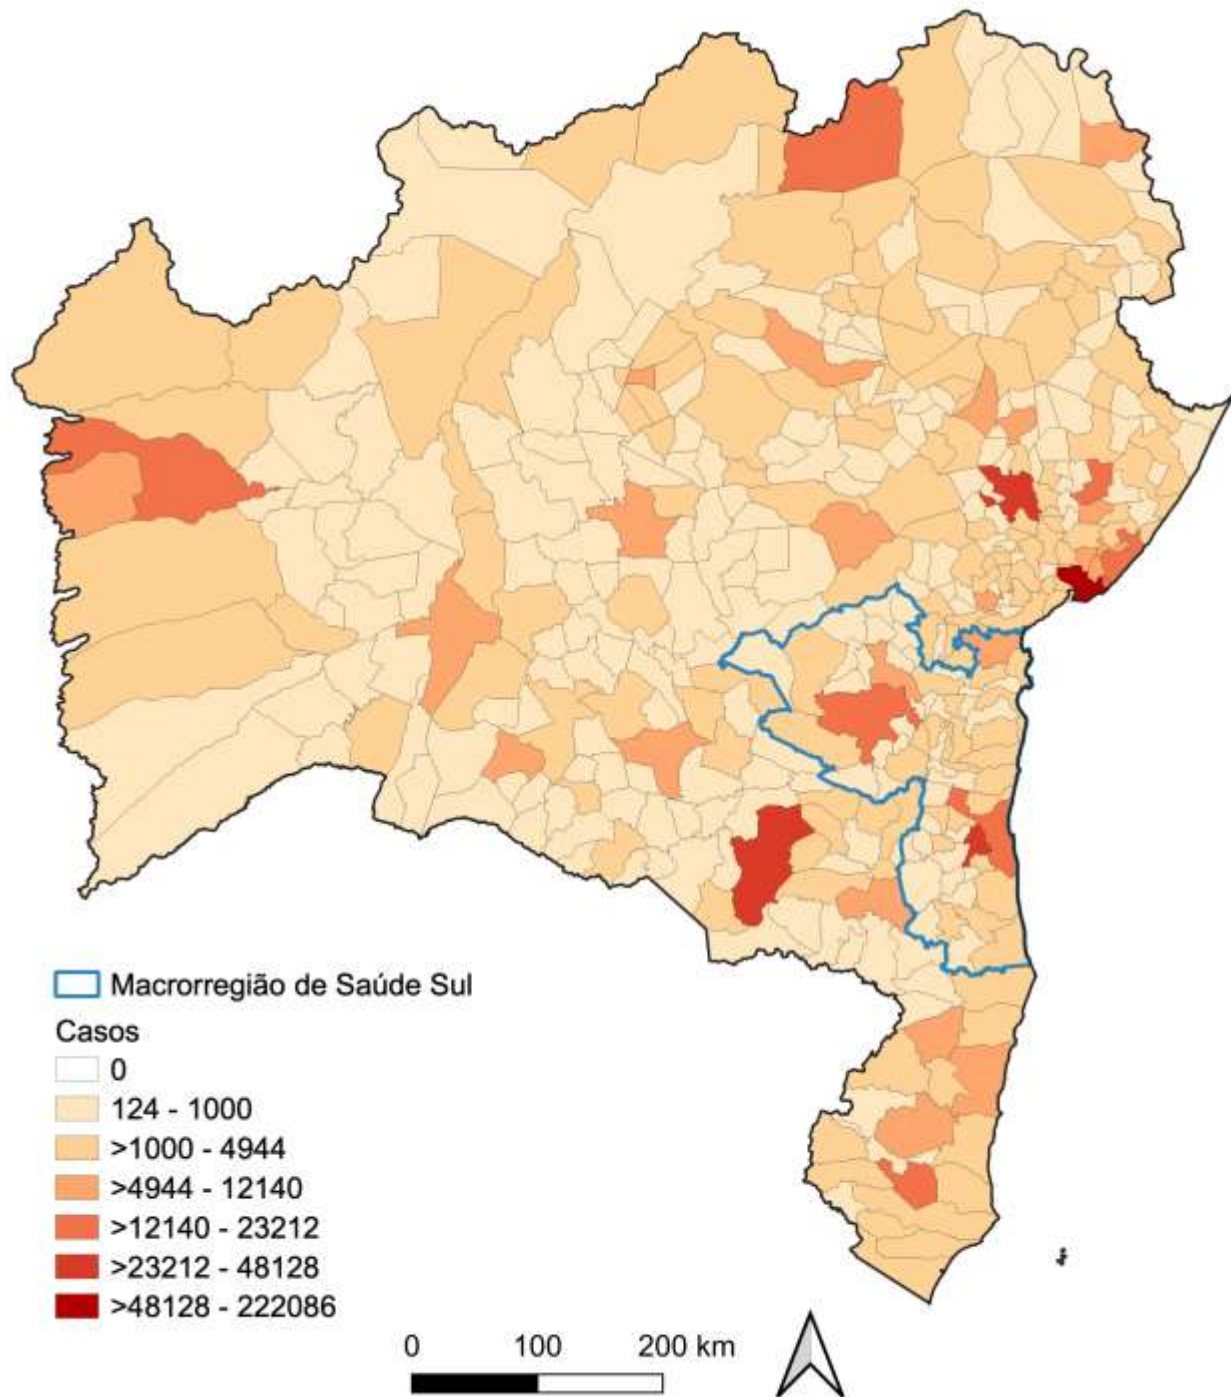 Macrorregião de Saúde Sul
Casos
0
124 - 1000
>1000 - 4944
>4944 - 12140
>12140 - 23212
>23212 - 48128
>48128 - 222086
0 100 200 km